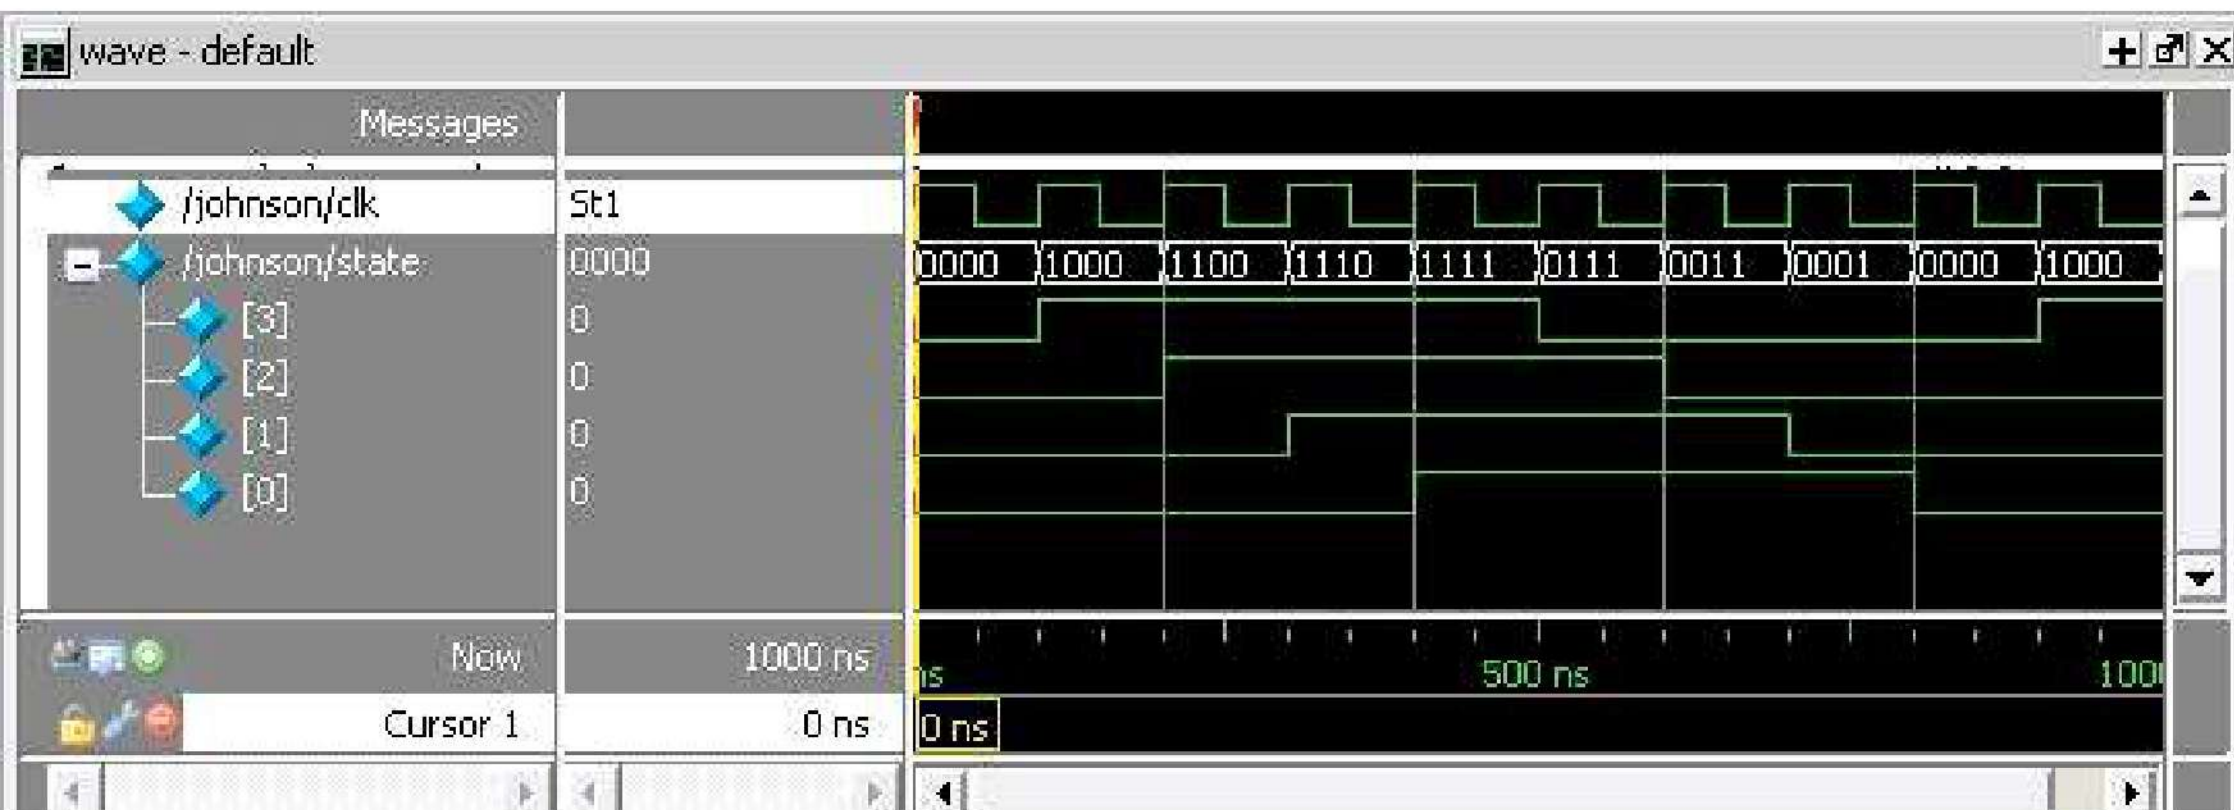 wave - default
Messages
/johnson/clk St1
/johnson/state 0000 0000 1000 1100 1110 1111 0111 0011 0001 0000 1000
[3] 0
[2] 0
[1] 0
[0] 0
Now 1000 ns ns 500 ns 100
Cursor 1 0 ns 0 ns